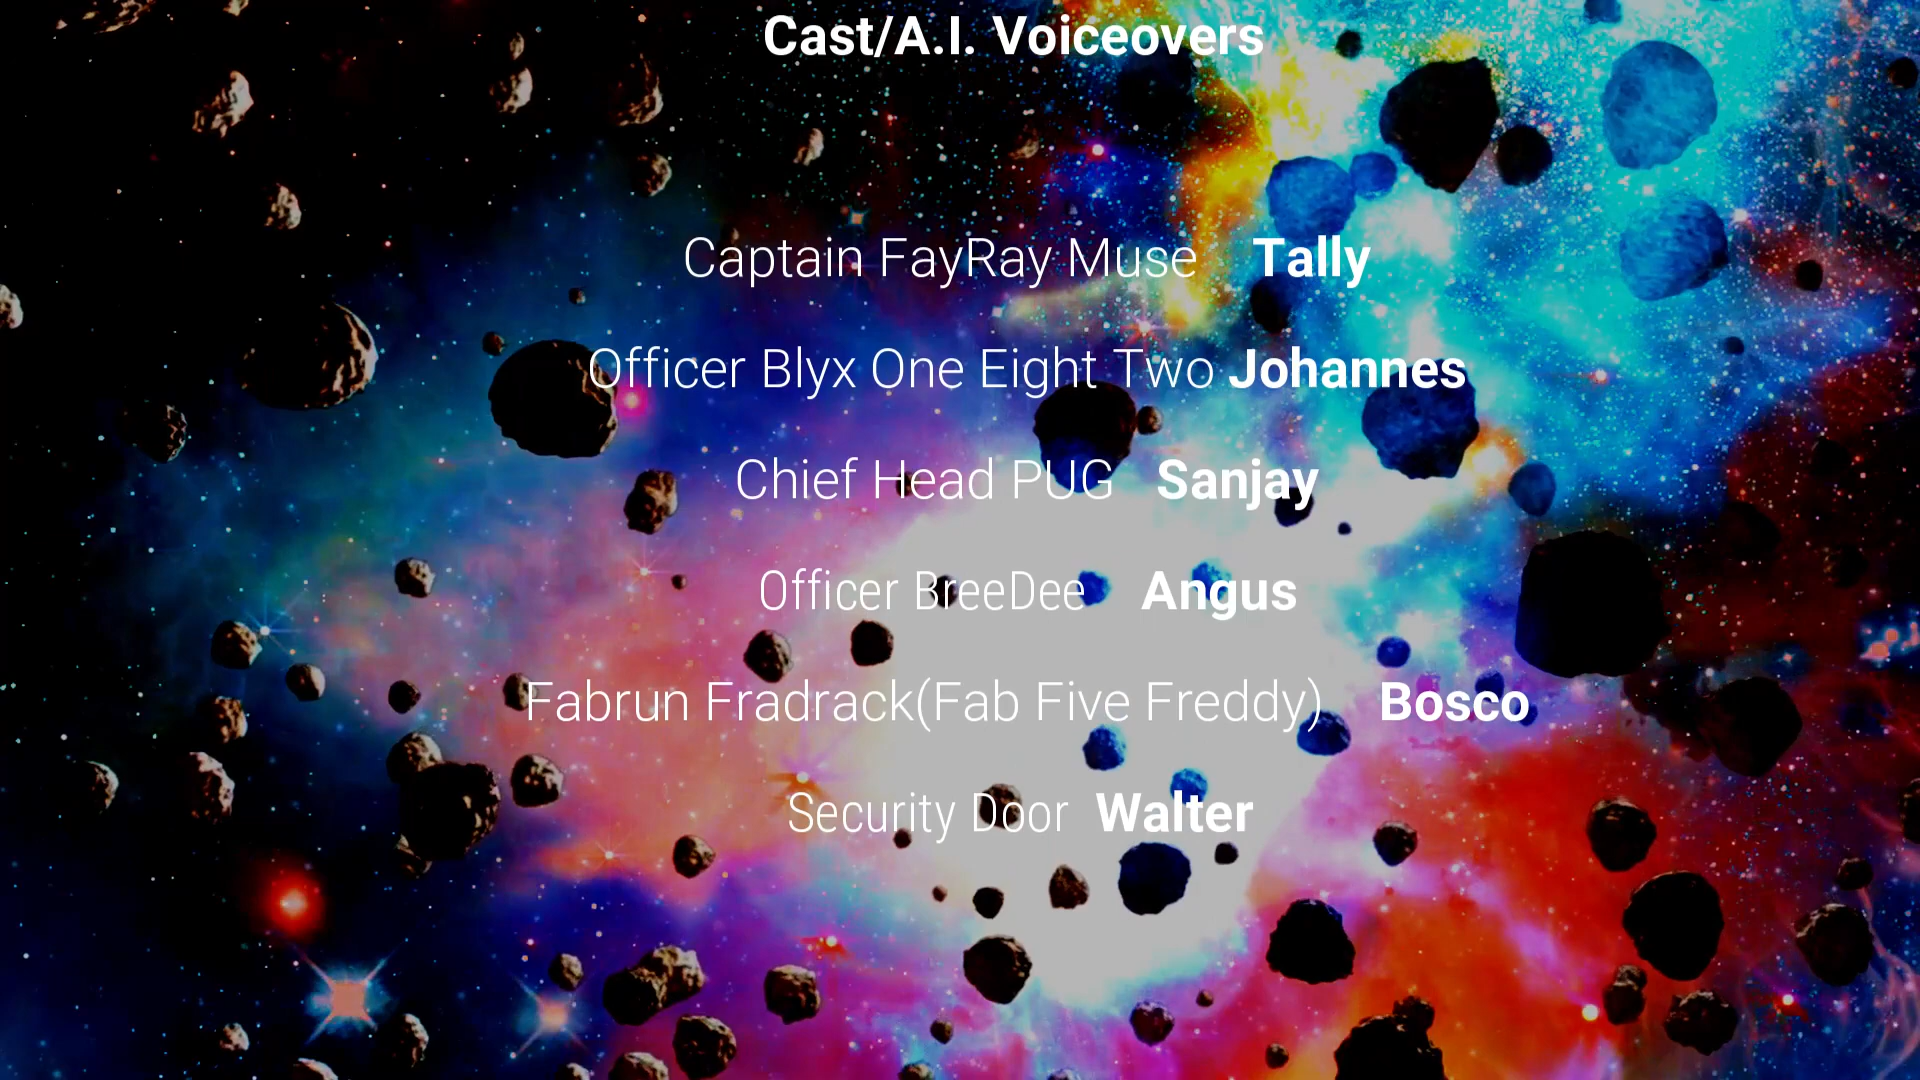 Cast/A.I. Voiceovers
Captain FayRay Muse Tally
Officer Blyx One Eight Two Johannes
Chief Head PUG Sanjay
Officer BreeDee Angus
Fabrun Fradrack(Fab Five Freddy) Bosco
Security Door Walter